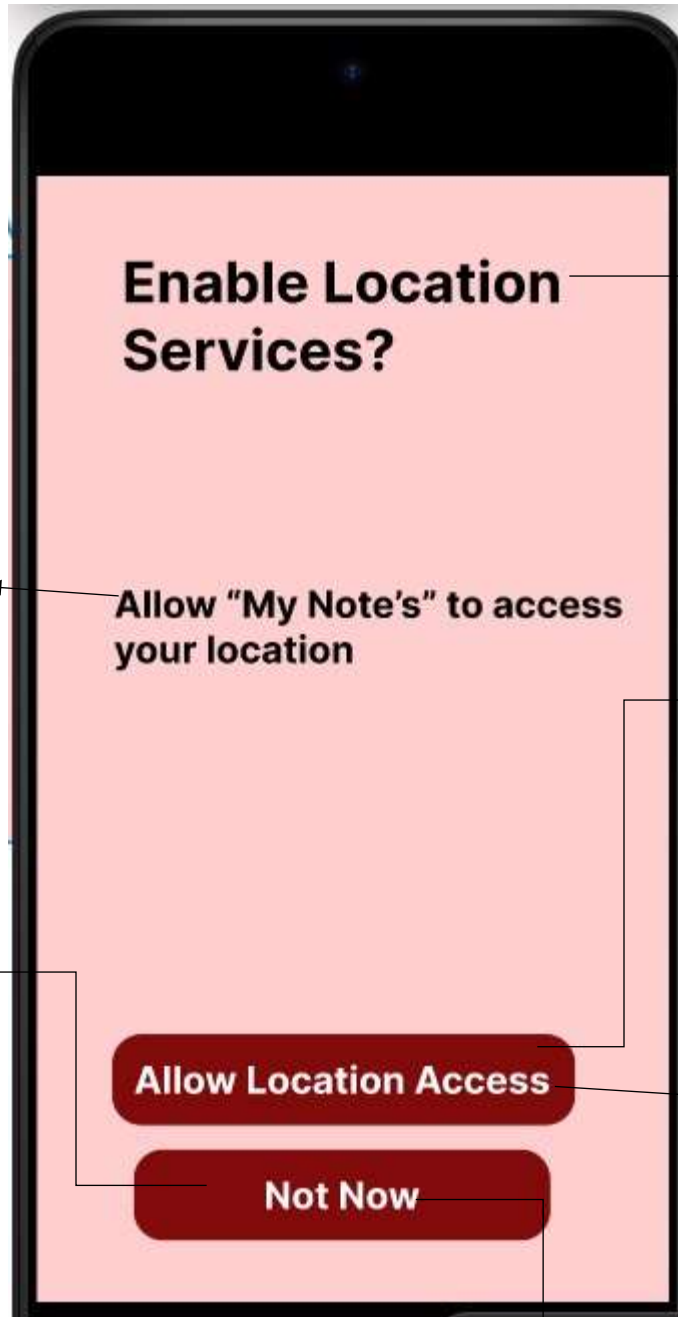 Enable Location
Services?
Allow “My Note’s” to access
your location
Allow Location Access
Not Now